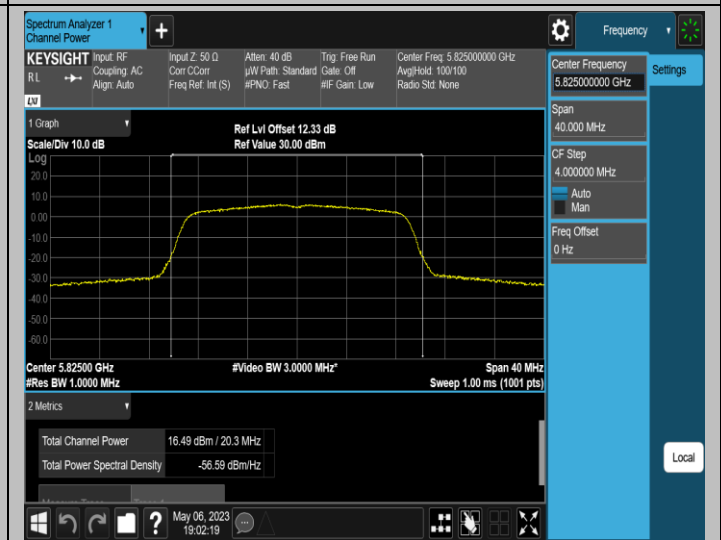 Spectrum Analyzer 1
Channel Power
Frequency
KEYSIGHT
RL
LXI
Input: RF
Coupling: AC
Align: Auto
Input Z: 50 Ω
Corr CCorr
Freq Ref: Int (S)
Atten: 40 dB
µW Path: Standard
#PNO: Fast
Trig: Free Run
Gate: Off
#IF Gain: Low
Center Freq: 5.825000000 GHz
Avg|Hold: 100/100
Radio Std: None
Center Frequency
5.825000000 GHz
Settings
Span
40.000 MHz
CF Step
4.000000 MHz
Auto
Man
Freq Offset
0 Hz
1 Graph
Scale/Div 10.0 dB
Ref Lvl Offset 12.33 dB
Ref Value 30.00 dBm
Log
20.0
10.0
0.00
-10.0
-20.0
-30.0
-40.0
-50.0
-60.0
Center 5.82500 GHz
#Res BW 1.0000 MHz
#Video BW 3.0000 MHz*
Span 40 MHz
Sweep 1.00 ms (1001 pts)
2 Metrics
Total Channel Power 16.49 dBm / 20.3 MHz
Total Power Spectral Density -56.59 dBm/Hz
Local
May 06, 2023
19:02:19